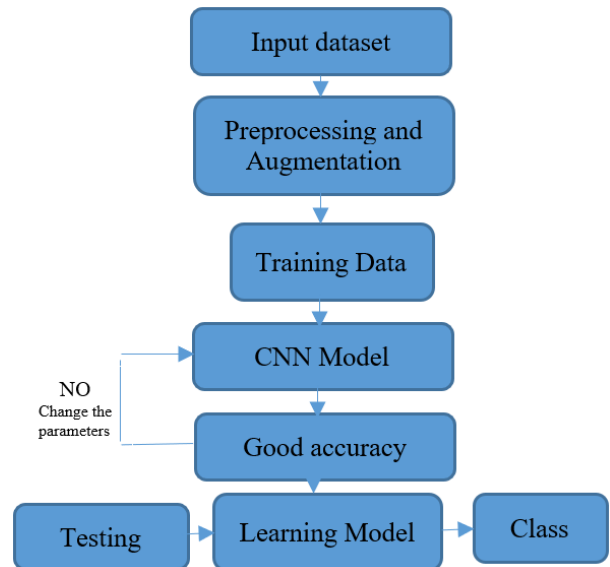 Input dataset
Preprocessing and
Augmentation
Training Data
CNN Model
NO
Change the
parameters
Good accuracy
Testing
Learning Model
Class